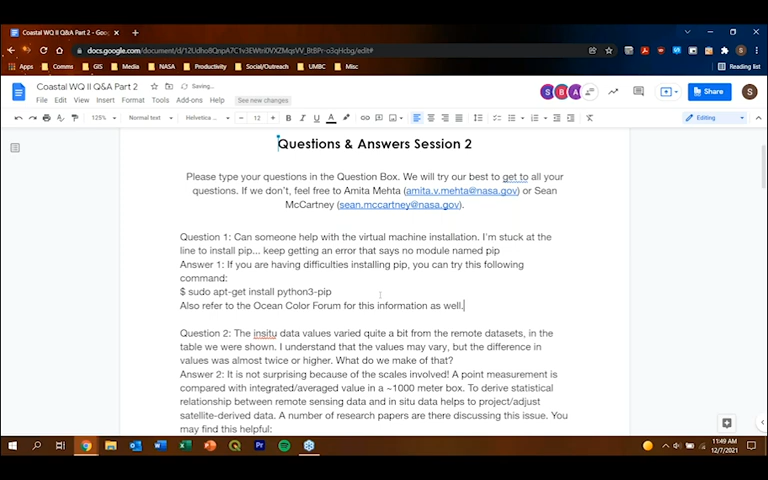 Coastal WQ II Q&A Part 2 - Goo
docs.google.com/document/d/12Udho8QnpA7C1v3EWtri0VXZMqsVV_BtBPr-o3qHcbg/edit#
Apps
Comms
Media
NASA
Productivity
Social/Outreach
UMBC
Misc
Reading list
Coastal WQ II Q&A Part 2
Saving...
File Edit View Insert Format Tools Add-ons Help
See new changes
Share
S B A
S
125%
Normal text
Helvetica ...
12
Editing
Questions & Answers Session 2
Please type your questions in the Question Box. We will try our best to get to all your
questions. If we don't, feel free to Amita Mehta (amita.v.mehta@nasa.gov) or Sean
McCartney (sean.mccartney@nasa.gov).
Question 1: Can someone help with the virtual machine installation. I'm stuck at the
line to install pip... keep getting an error that says no module named pip
Answer 1: If you are having difficulties installing pip, you can try this following
command:
$ sudo apt-get install python3-pip
Also refer to the Ocean Color Forum for this information as well.
Question 2: The insitu data values varied quite a bit from the remote datasets, in the
table we were shown. I understand that the values may vary, but the difference in
values was almost twice or higher. What do we make of that?
Answer 2: It is not surprising because of the scales involved! A point measurement is
compared with integrated/averaged value in a ~1000 meter box. To derive statistical
relationship between remote sensing data and in situ data helps to project/adjust
satellite-derived data. A number of research papers are there discussing this issue. You
may find this helpful:
11:49 AM
12/7/2021